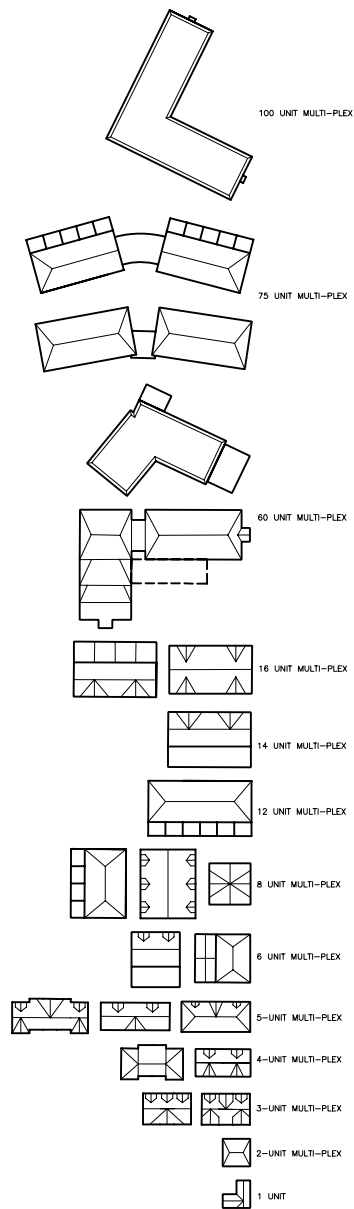 100 UNIT MULTI-PLEX
75 UNIT MULTI-PLEX
60 UNIT MULTI-PLEX
16 UNIT MULTI-PLEX
14 UNIT MULTI-PLEX
12 UNIT MULTI-PLEX
8 UNIT MULTI-PLEX
6 UNIT MULTI-PLEX
5-UNIT MULTI-PLEX
4-UNIT MULTI-PLEX
3-UNIT MULTI-PLEX
2-UNIT MULTI-PLEX
1 UNIT